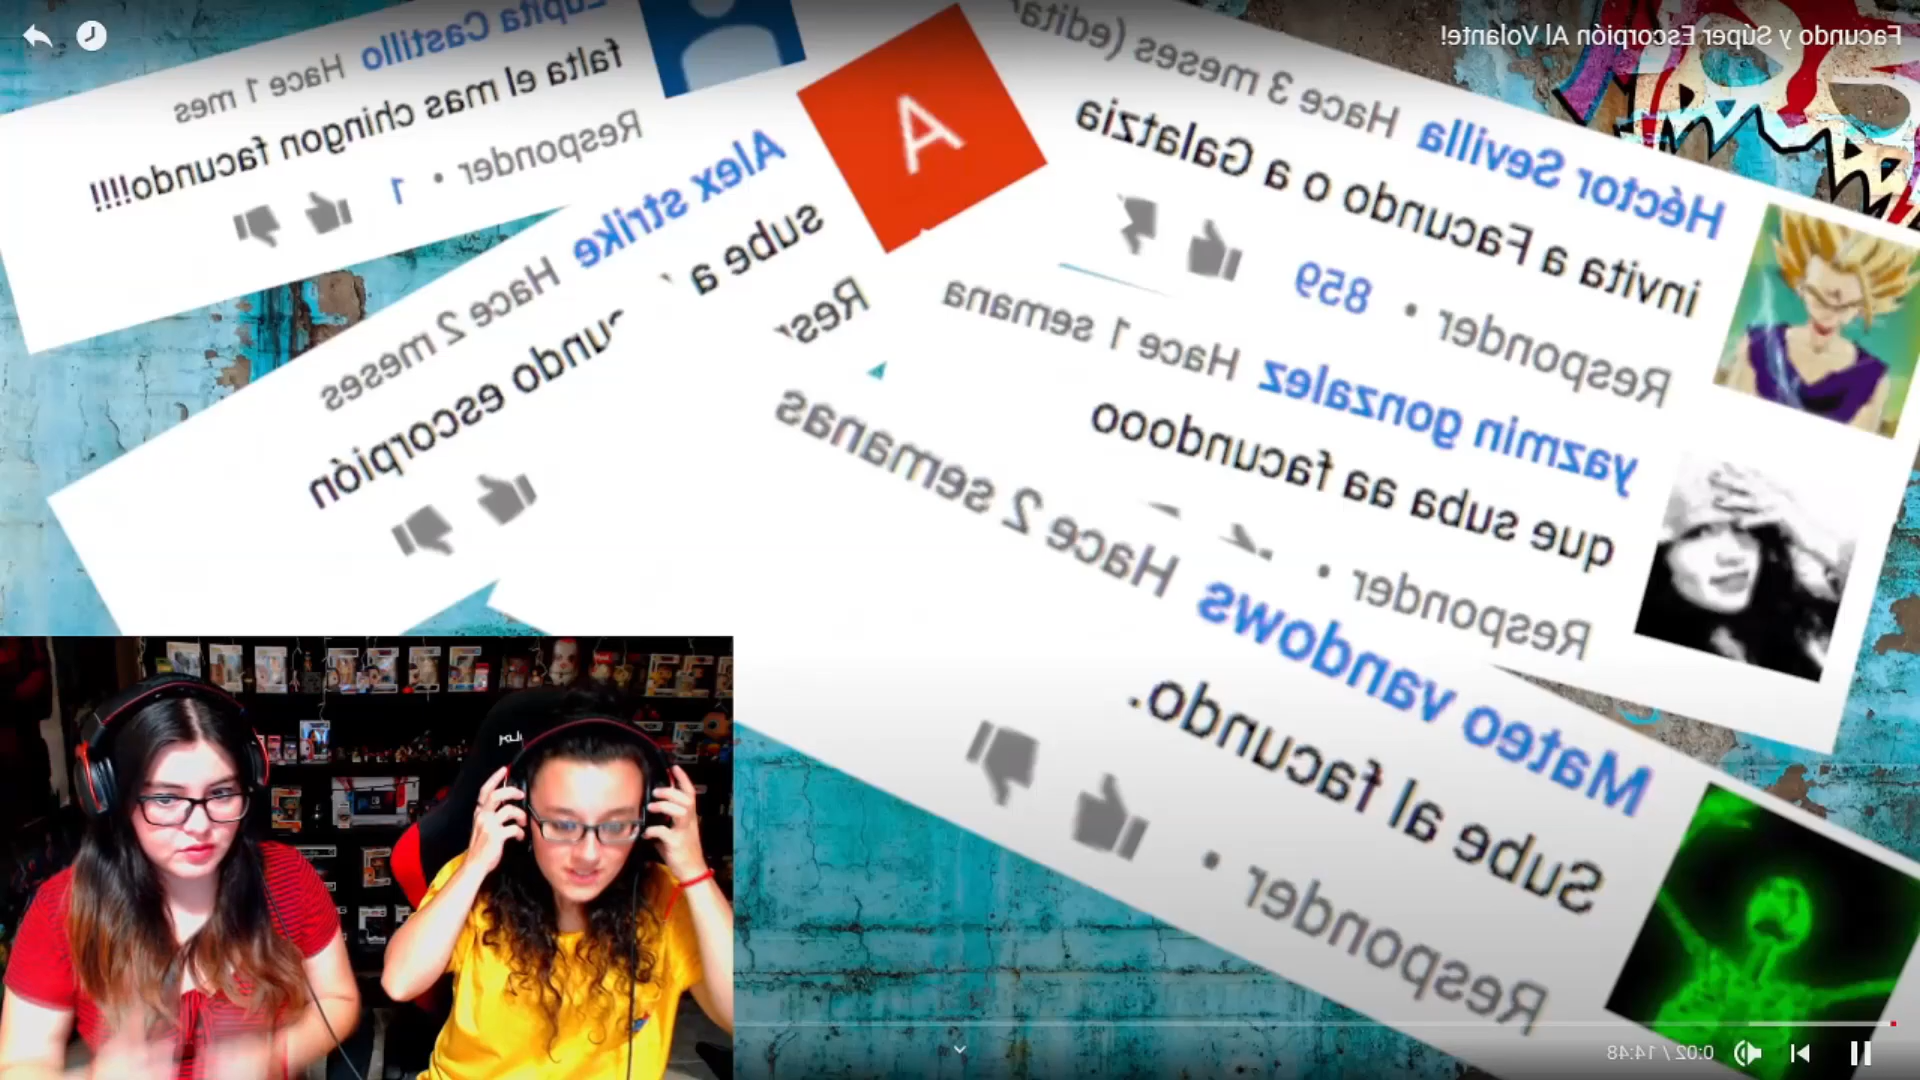 Facundo y Súper Escorpión Al Volante!
Lupita Castillo Hace 1 mes
falta el mas chingon facundo!!!!
Responder • 1
Alex strike Hace 2 meses
sube a
undo escorpión
A
Héctor Sevilla Hace 3 meses (editado
invita a Facundo o a Galatzia
Responder • 859
yazmin gonzalez Hace 1 semana
que suba aa facundooo
Responder •
Mateo vandows Hace 2 semanas
Sube al facundo.
Responder •
0:02 / 14:48